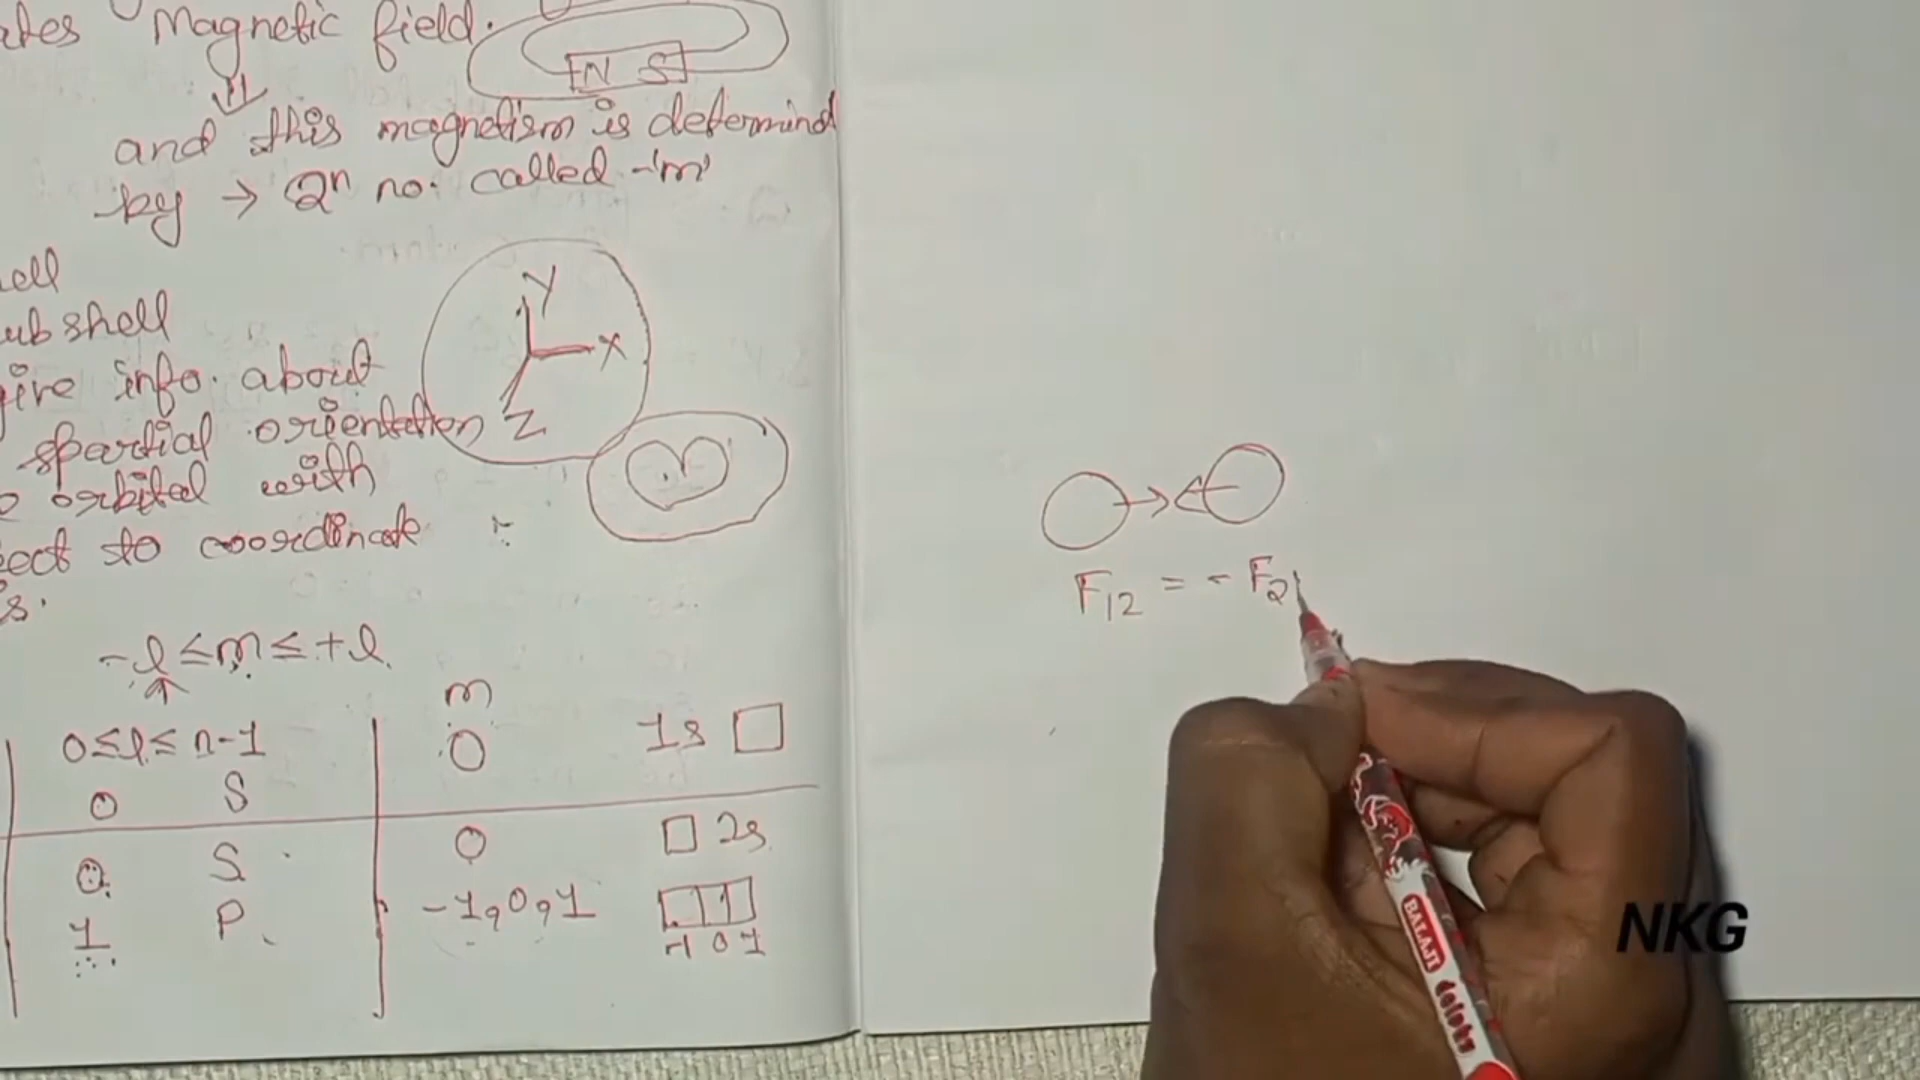 Magnetic field.
N S
and this magnetism is determind
by → Qn no. called -'m'
ell
ub shell
Y
X
Z
give info. about
spartial orientation
orbital with
ect to coordinate
s.
-l ≤ m ≤ +l
m
0 ≤ l ≤ n-1
0
1s
0 S
0 S
0
2s
1 P
-1, 0, 1
-1 0 1
F12 = - F2
BALAJI
NKG